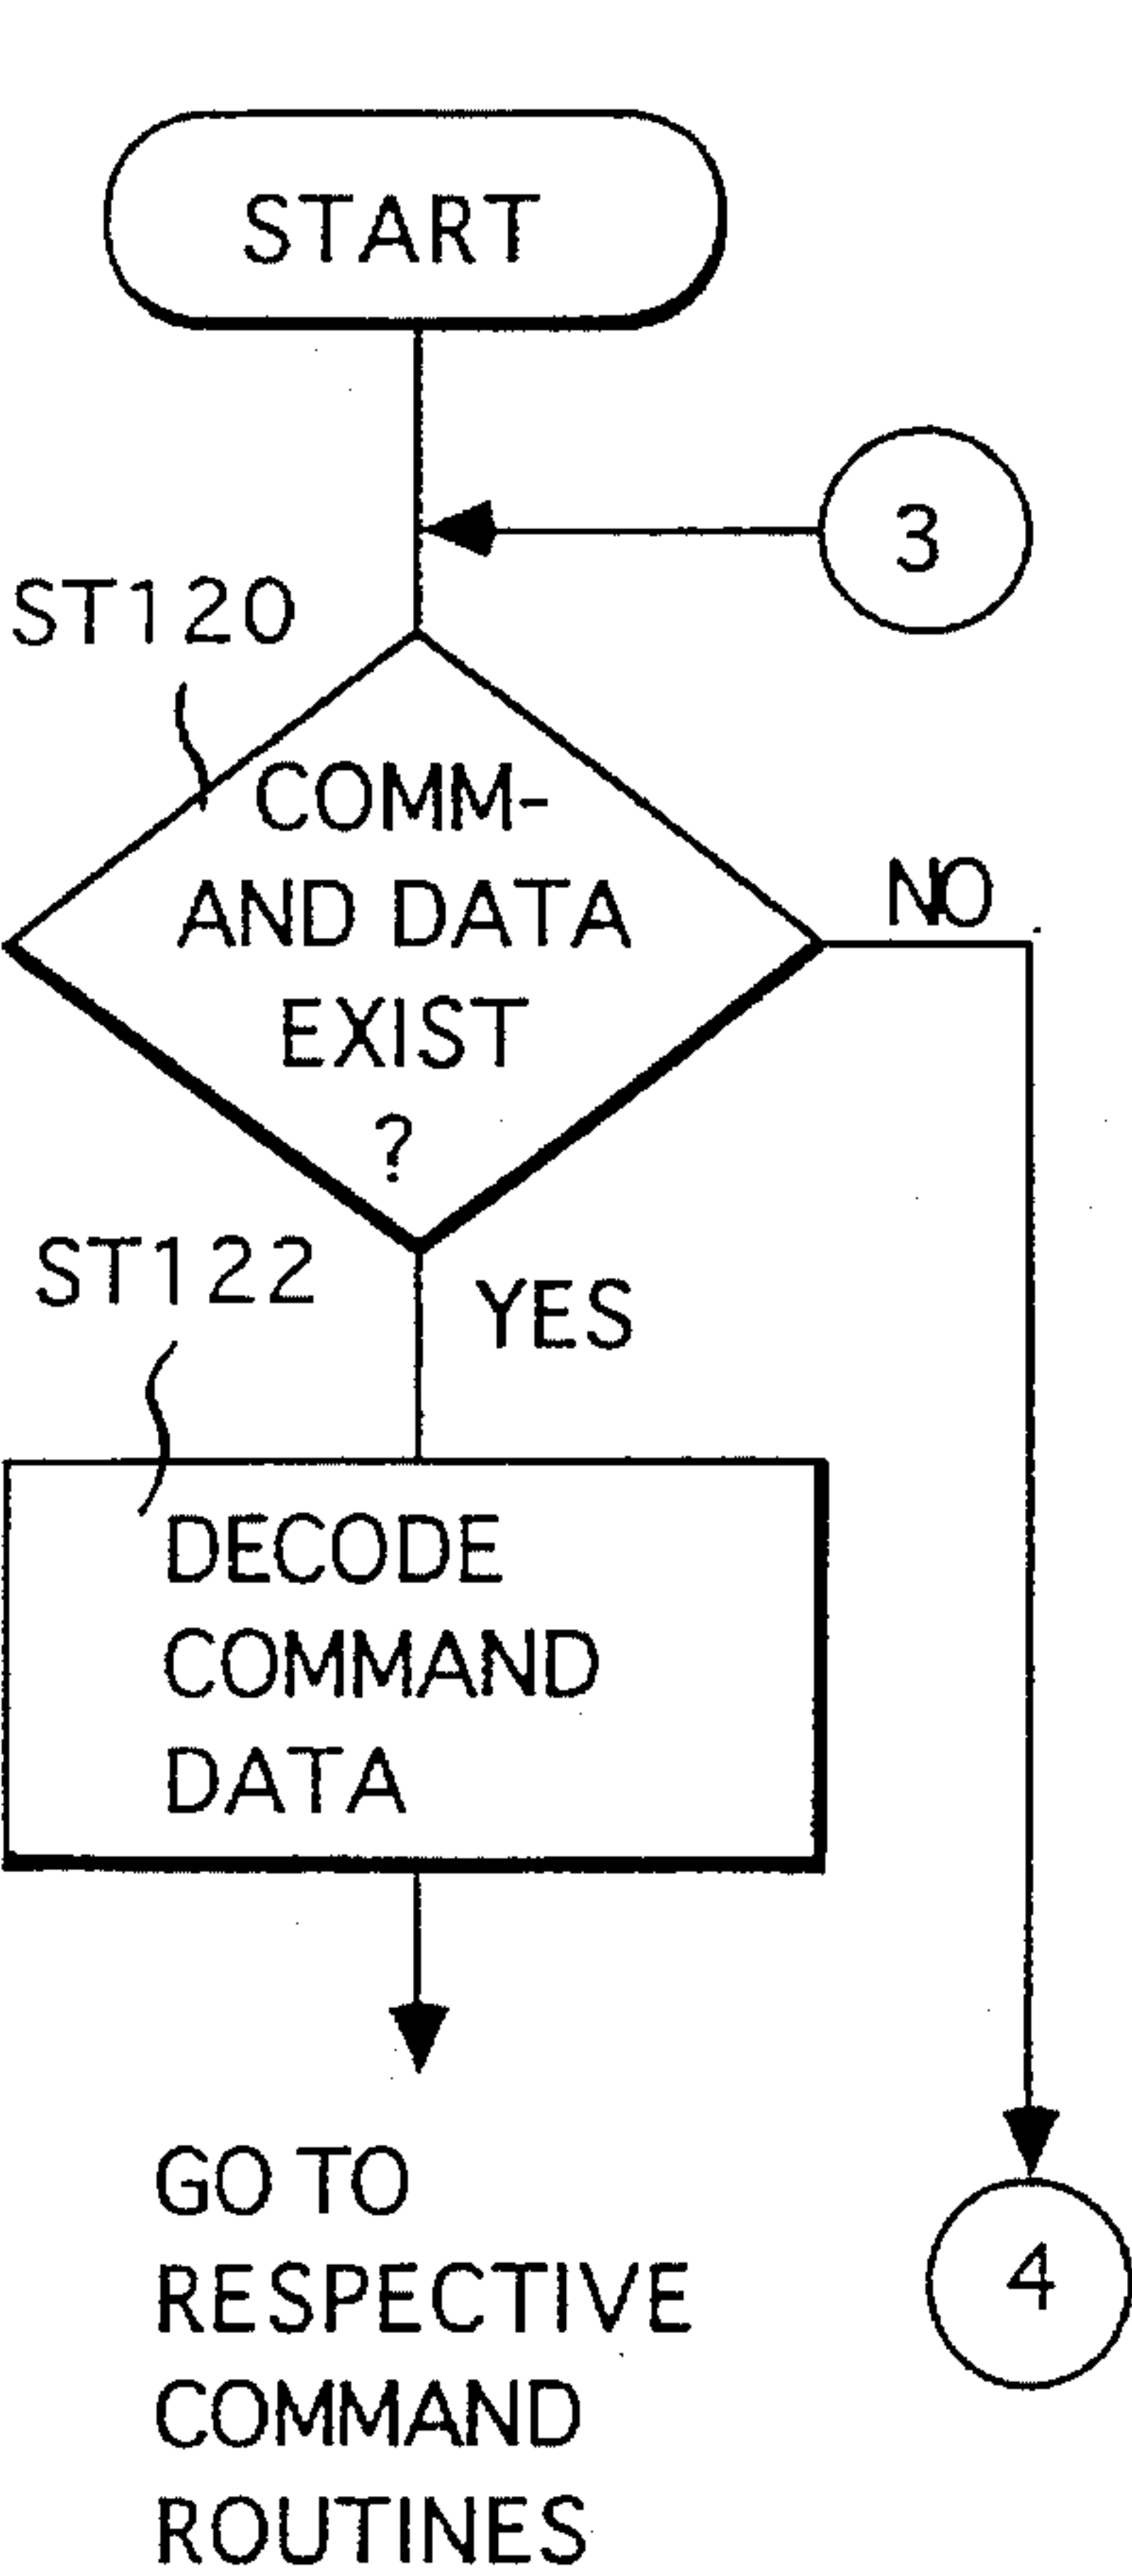 START
3
ST120
COMM-
AND DATA
EXIST
?
NO
ST122
YES
DECODE
COMMAND
DATA
GO TO
RESPECTIVE
COMMAND
ROUTINES
4